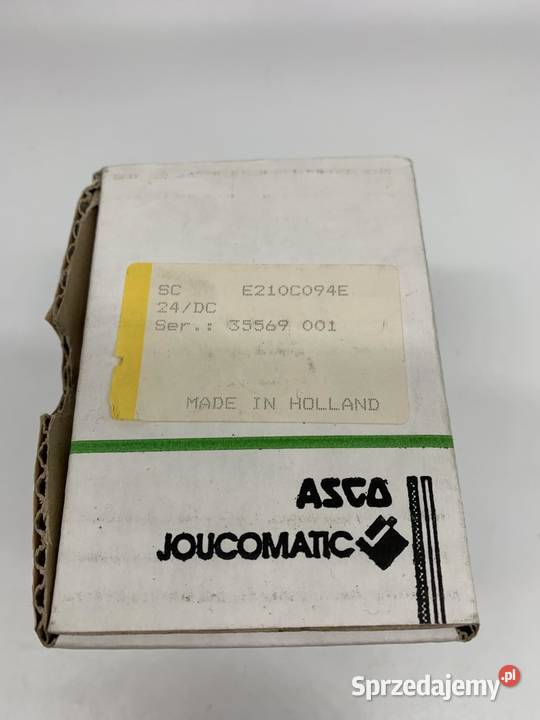 SC E210C094E
24/DC
Ser.: 35569 001
MADE IN HOLLAND
ASCO
JOUCOMATIC
Sprzedajemy.pl